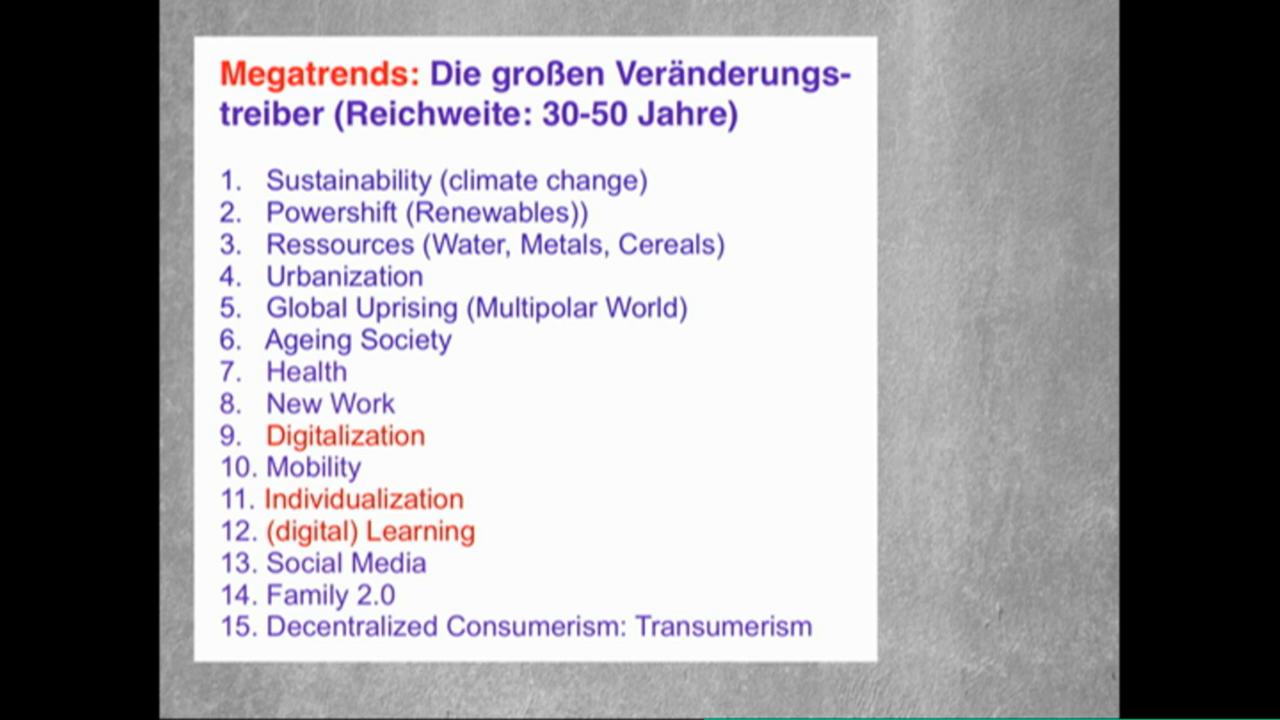 Megatrends: Die großen Veränderungs-
treiber (Reichweite: 30-50 Jahre)
1. Sustainability (climate change)
2. Powershift (Renewables))
3. Ressources (Water, Metals, Cereals)
4. Urbanization
5. Global Uprising (Multipolar World)
6. Ageing Society
7. Health
8. New Work
9. Digitalization
10. Mobility
11. Individualization
12. (digital) Learning
13. Social Media
14. Family 2.0
15. Decentralized Consumerism: Transumerism